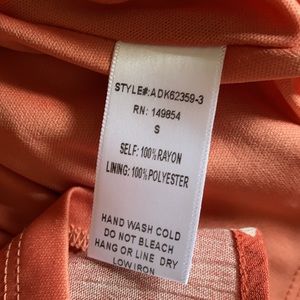 STYLE#:ADK62359-3
RN: 149854
S
SELF: 100%RAYON
LINING: 100%POLYESTER
HAND WASH COLD
DO NOT BLEACH
HANG OR LINE DRY
LOW IRON